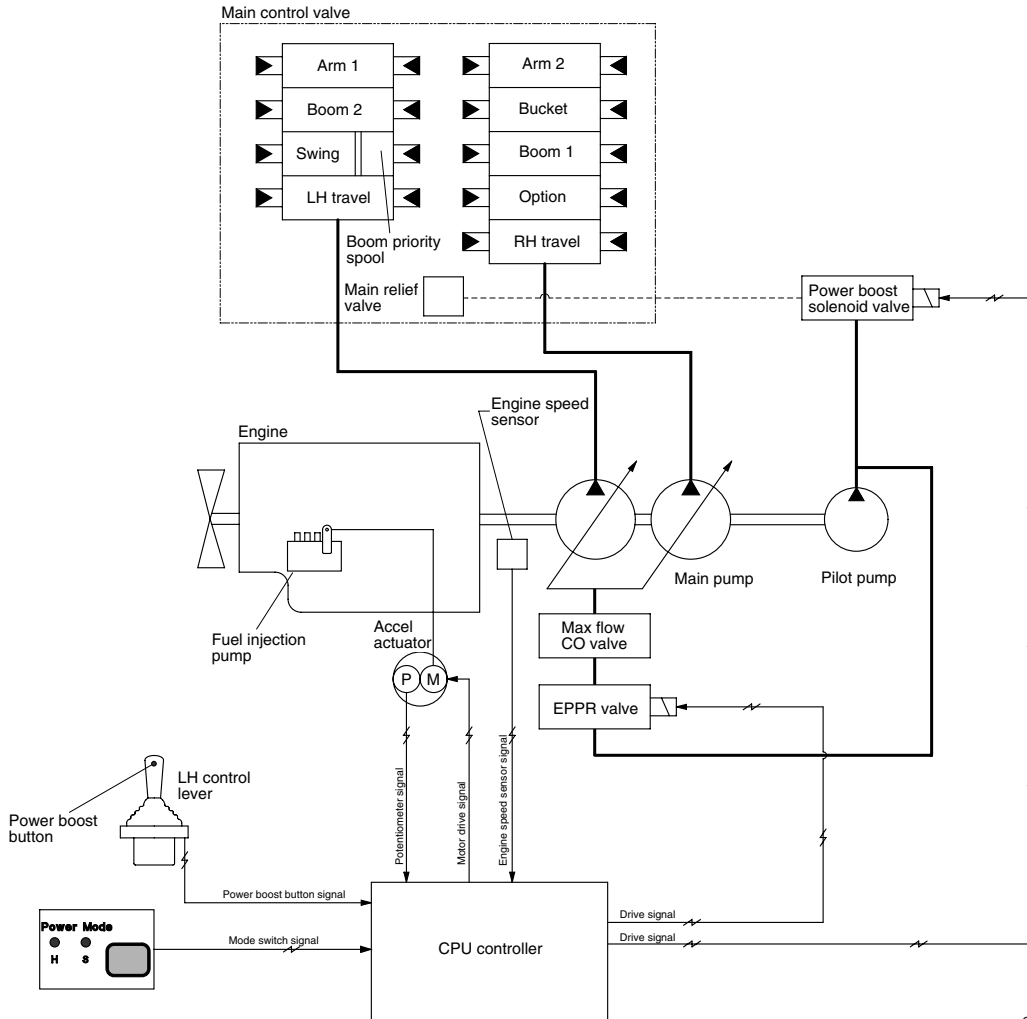 Main control valve
Arm 1
Arm 2
Boom 2
Bucket
Swing
Boom 1
LH travel
Option
Boom priority
spool
RH travel
Main relief
valve
Power boost
solenoid valve
Engine speed
sensor
Engine
Main pump
Pilot pump
Fuel injection
pump
Accel
actuator
Max flow
CO valve
P
M
EPPR valve
LH control
lever
Power boost
button
Potentiometer signal
Motor drive signal
Engine speed sensor signal
Power boost button signal
Power Mode
H
S
Mode switch signal
CPU controller
Drive signal
Drive signal